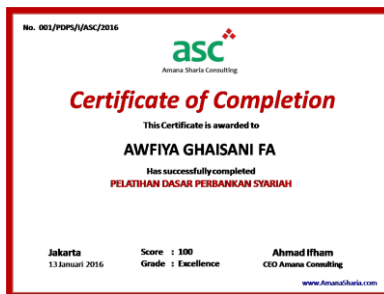 No. 001/PDPS/I/ASC/2016
asc
Amana Sharia Consulting
Certificate of Completion
This Certificate is awarded to
AWFIYA GHAISANI FA
Has successfully completed
PELATIHAN DASAR PERBANKAN SYARIAH
Jakarta
13 Januari 2016
Score : 100
Grade : Excellence
Ahmad Ifham
CEO Amana Consulting
www.AmanaSharia.com